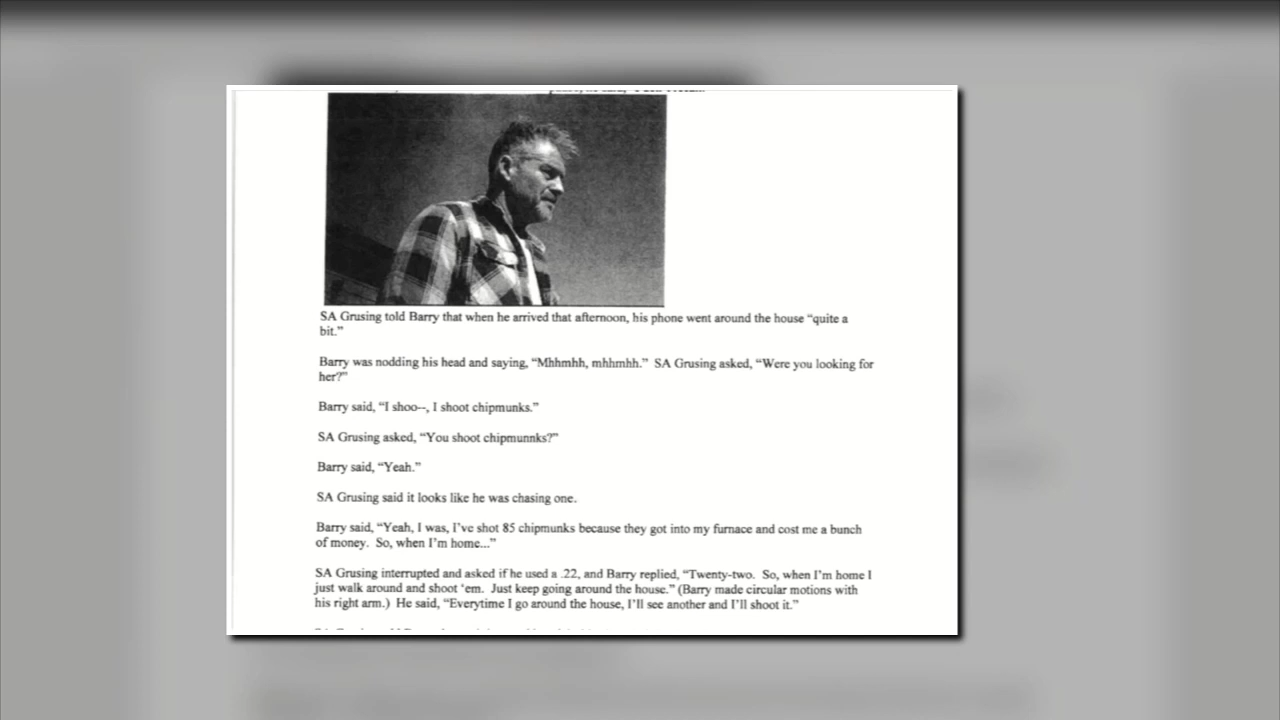 SA Grusing told Barry that when he arrived that afternoon, his phone went around the house “quite a
bit.”
Barry was nodding his head and saying, “Mhhmhh, mhhmhh.” SA Grusing asked, “Were you looking for
her?”
Barry said, “I shoo--, I shoot chipmunks.”
SA Grusing asked, “You shoot chipmunnks?”
Barry said, “Yeah.”
SA Grusing said it looks like he was chasing one.
Barry said, “Yeah, I was, I’ve shot 85 chipmunks because they got into my furnace and cost me a bunch
of money. So, when I’m home...”
SA Grusing interrupted and asked if he used a .22, and Barry replied, “Twenty-two. So, when I’m home I
just walk around and shoot ‘em. Just keep going around the house.” (Barry made circular motions with
his right arm.) He said, “Everytime I go around the house, I’ll see another and I’ll shoot it.”